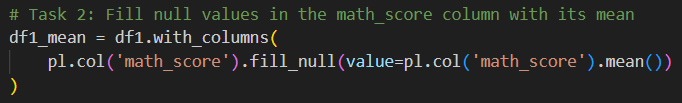 # Task 2: Fill null values in the math_score column with its mean
df1_mean = df1.with_columns(
    pl.col('math_score').fill_null(value=pl.col('math_score').mean())
)